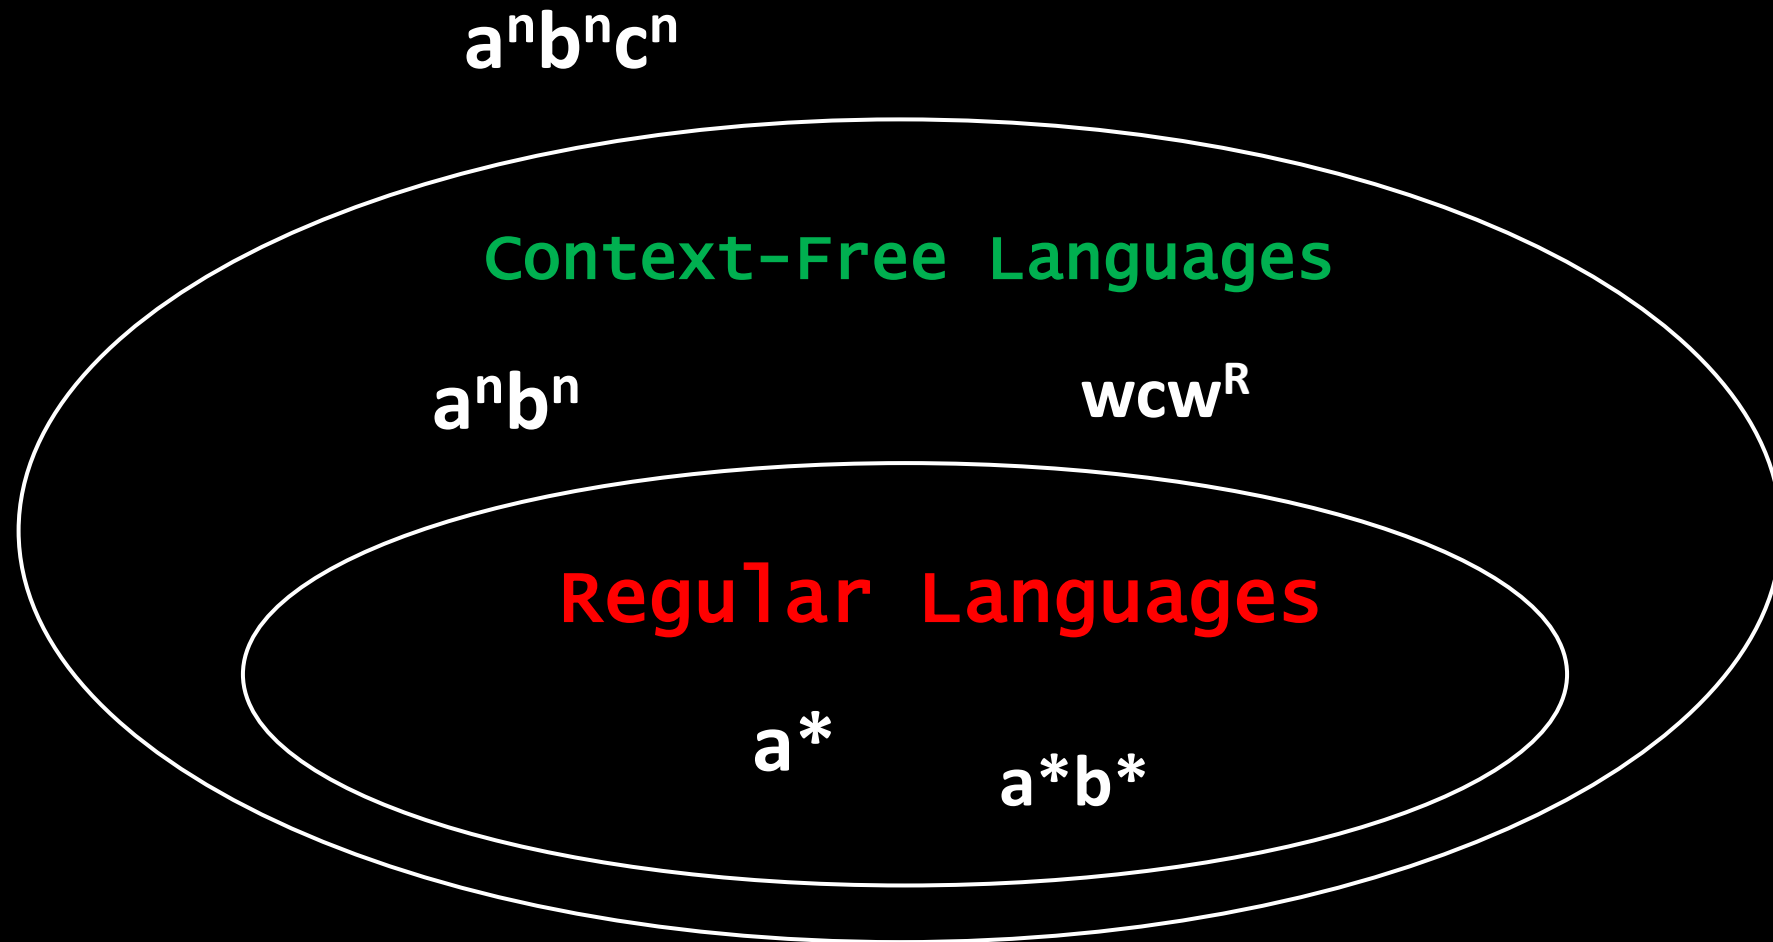 aⁿbⁿcⁿ
Context-Free Languages
aⁿbⁿ wcwᴿ
Regular Languages
a*
a*b*